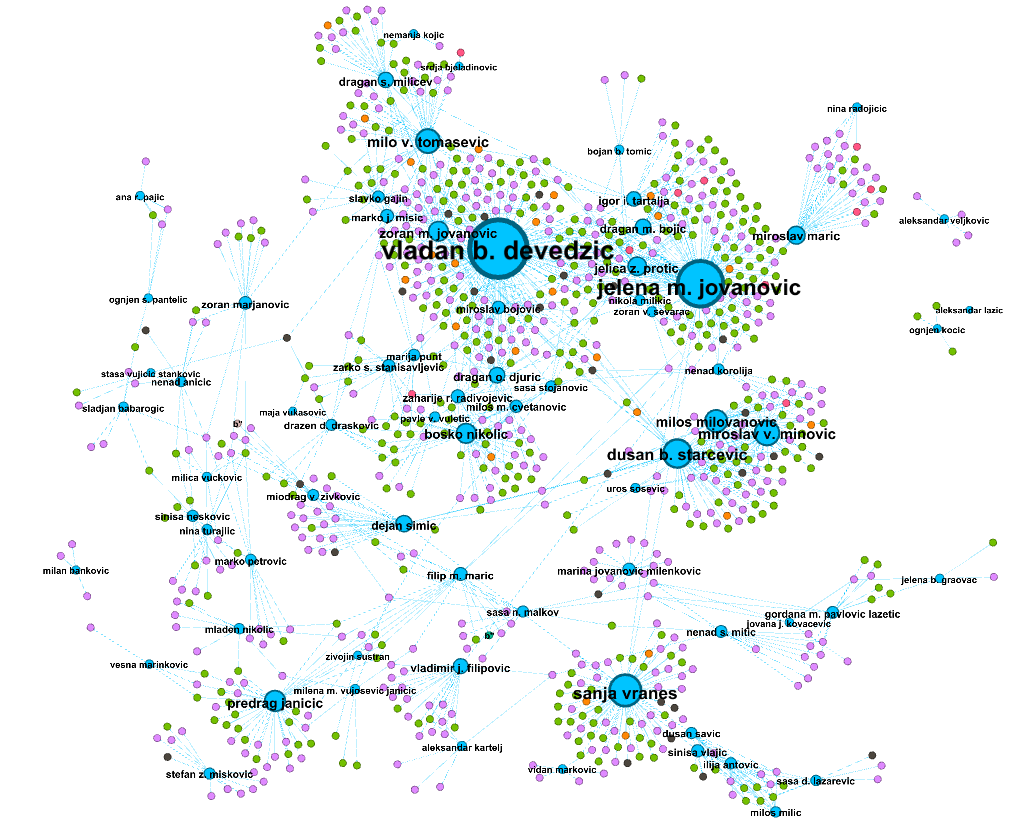 nemanja kojic
srdja bjeladinovic
dragan s. milicev
nina radojicic
milo v. tomasevic
bojan b. tomic
ana r. pajic
slavko gajin
igor i. tartalja
marko j. misic
aleksandar veljkovic
dragan m. bojic
zoran m. jovanovic
miroslav maric
vladan b. devedzic
jelica z. protic
jelena m. jovanovic
ognjen s. pantelic
nikola milikic
zoran marjanovic
miroslav bojovic
zoran v. sevarac
aleksandar lazic
ognjen kocic
marija punt
zarko s. stanisavljevic
nenad korolija
stasa vujicic stankovic
nenad anicic
dragan o. djuric
sasa stojanovic
zaharije r. radivojevic
sladjan babarogic
milos m. cvetanovic
maja vukasovic
pavle v. vuletic
drazen d. draskovic
milos milovanovic
bosko nikolic
miroslav v. minovic
dusan b. starcevic
milica vuckovic
uros sosevic
miodrag v. zivkovic
sinisa neskovic
dejan simic
nina turajlic
marko petrovic
milan bankovic
filip m. maric
marina jovanovic milenkovic
jelena b. graovac
sasa n. malkov
gordana m. pavlovic lazetic
jovana j. kovacevic
mladen nikolic
nenad s. mitic
zivojin sustran
vesna marinkovic
vladimir j. filipovic
milena m. vujosevic janicic
sanja vranes
predrag janicic
dusan savic
aleksandar kartelj
sinisa vlajic
ilija antovic
vidan markovic
stefan z. miskovic
sasa d. lazarevic
milos milic